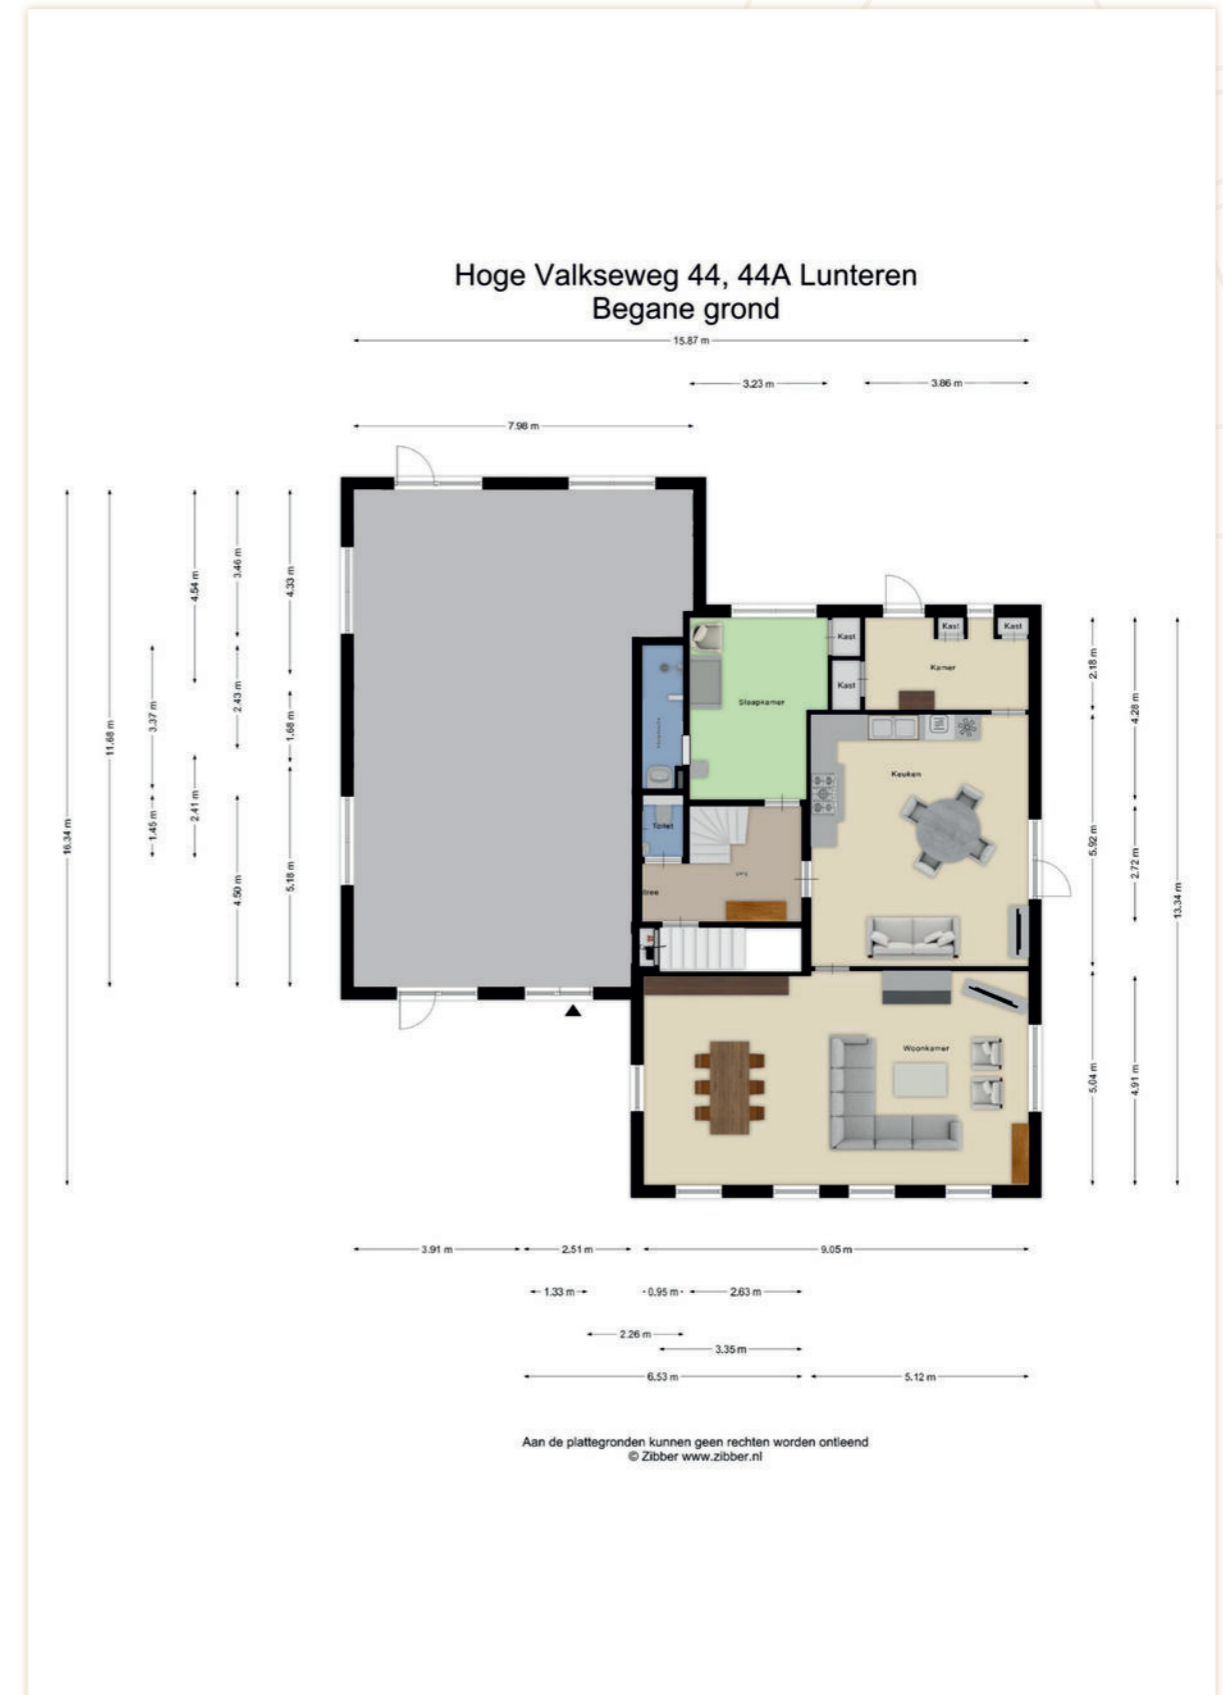 Hoge Valkseweg 44, 44A Lunteren
Begane grond
15.87 m
3.23 m
3.86 m
7.98 m
16.34 m
11.68 m
3.37 m
1.45 m
4.54 m
2.41 m
3.46 m
2.43 m
4.50 m
4.33 m
1.68 m
5.18 m
Kast
Kast
Kast
Kamer
Kast
Slaapkamer
Keuken
Toilet
tree
Woonkamer
2.18 m
5.92 m
5.04 m
4.28 m
2.72 m
4.91 m
13.34 m
3.91 m
2.51 m
9.05 m
1.33 m
0.95 m
2.63 m
2.26 m
3.35 m
6.53 m
5.12 m
Aan de plattegronden kunnen geen rechten worden ontleend
© Zibber www.zibber.nl